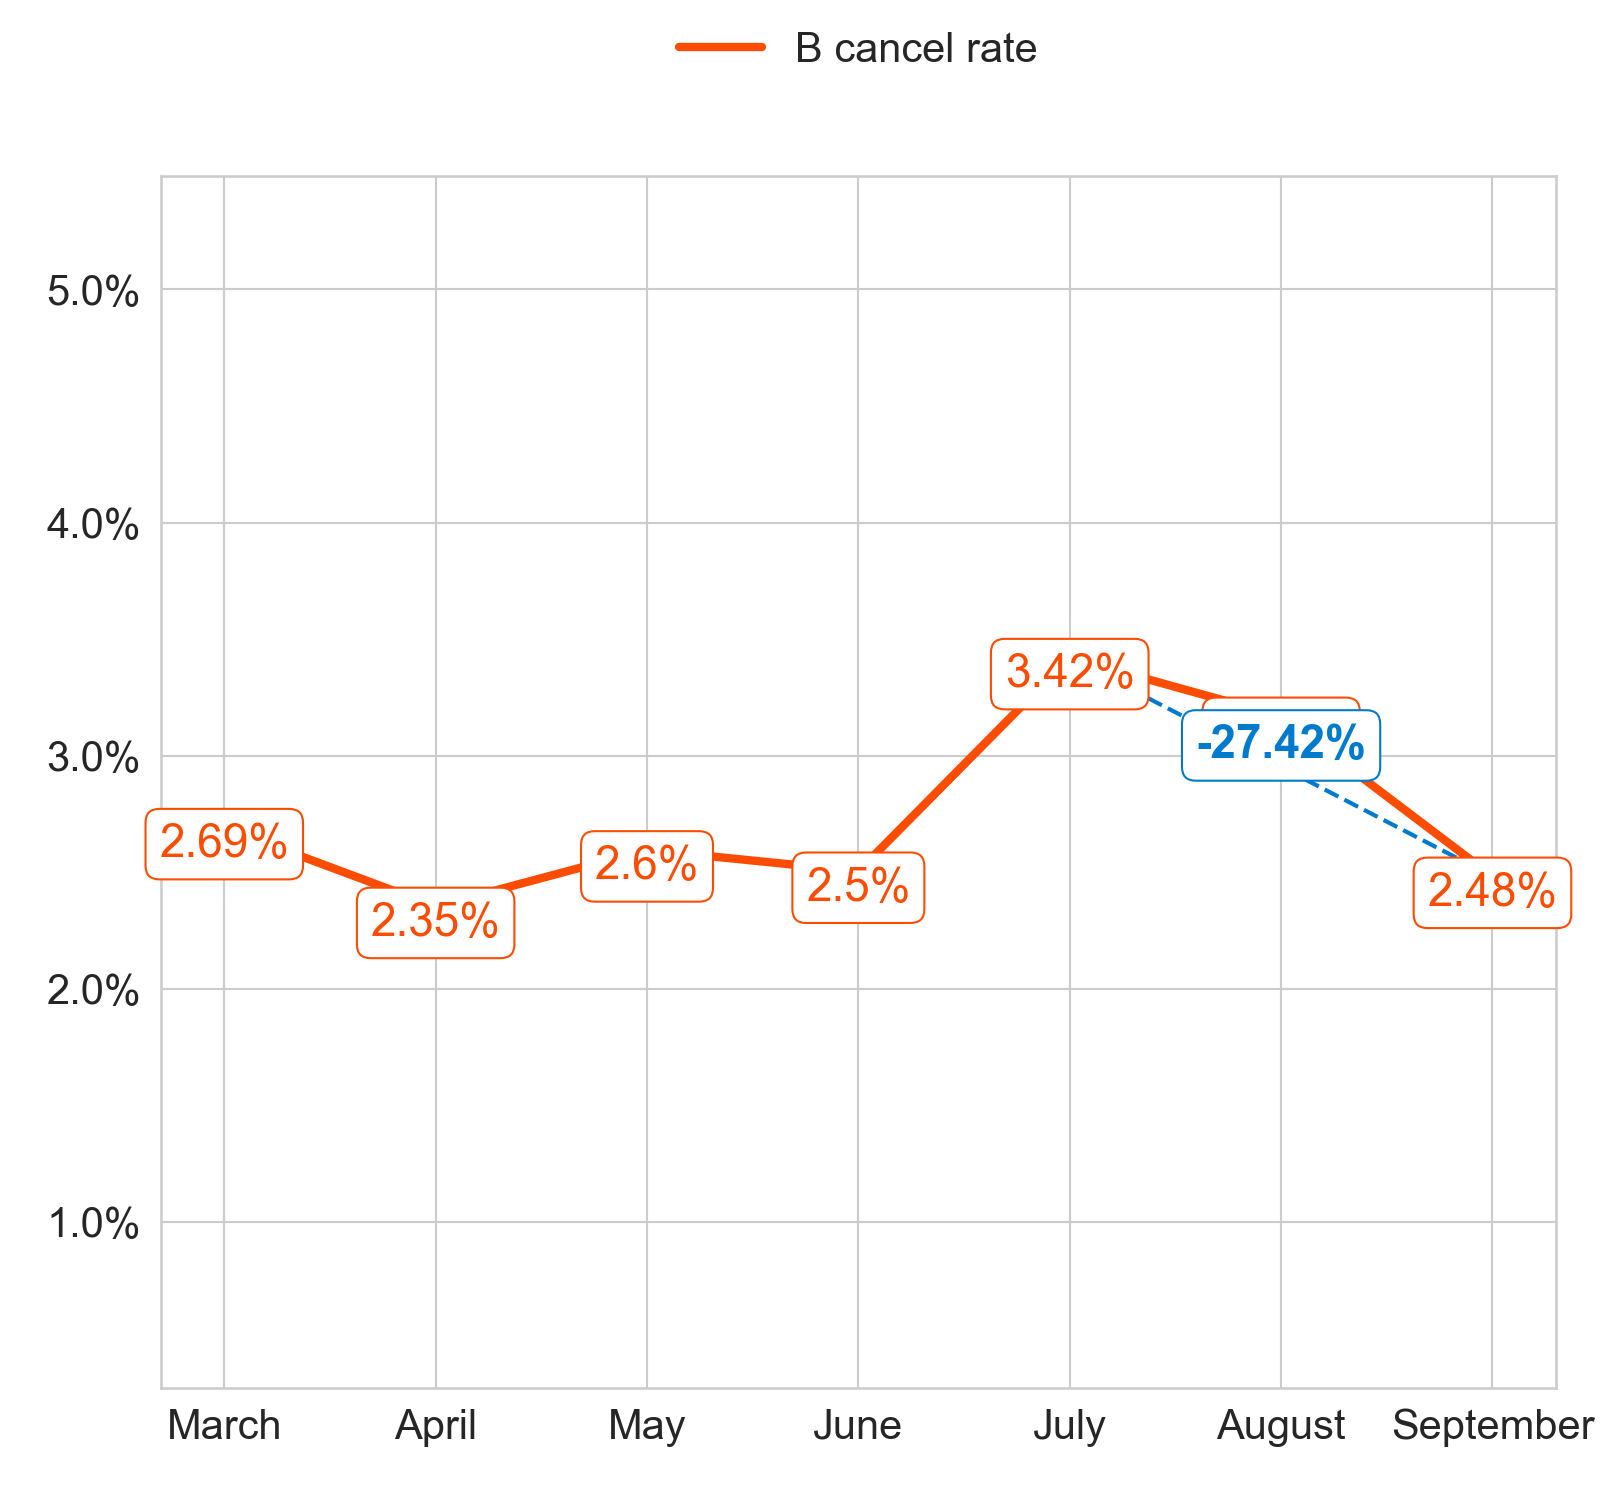 B cancel rate
5.0%
4.0%
3.0%
2.0%
1.0%
2.69%
2.35%
2.6%
2.5%
3.42%
-27.42%
2.48%
March
April
May
June
July
August
September